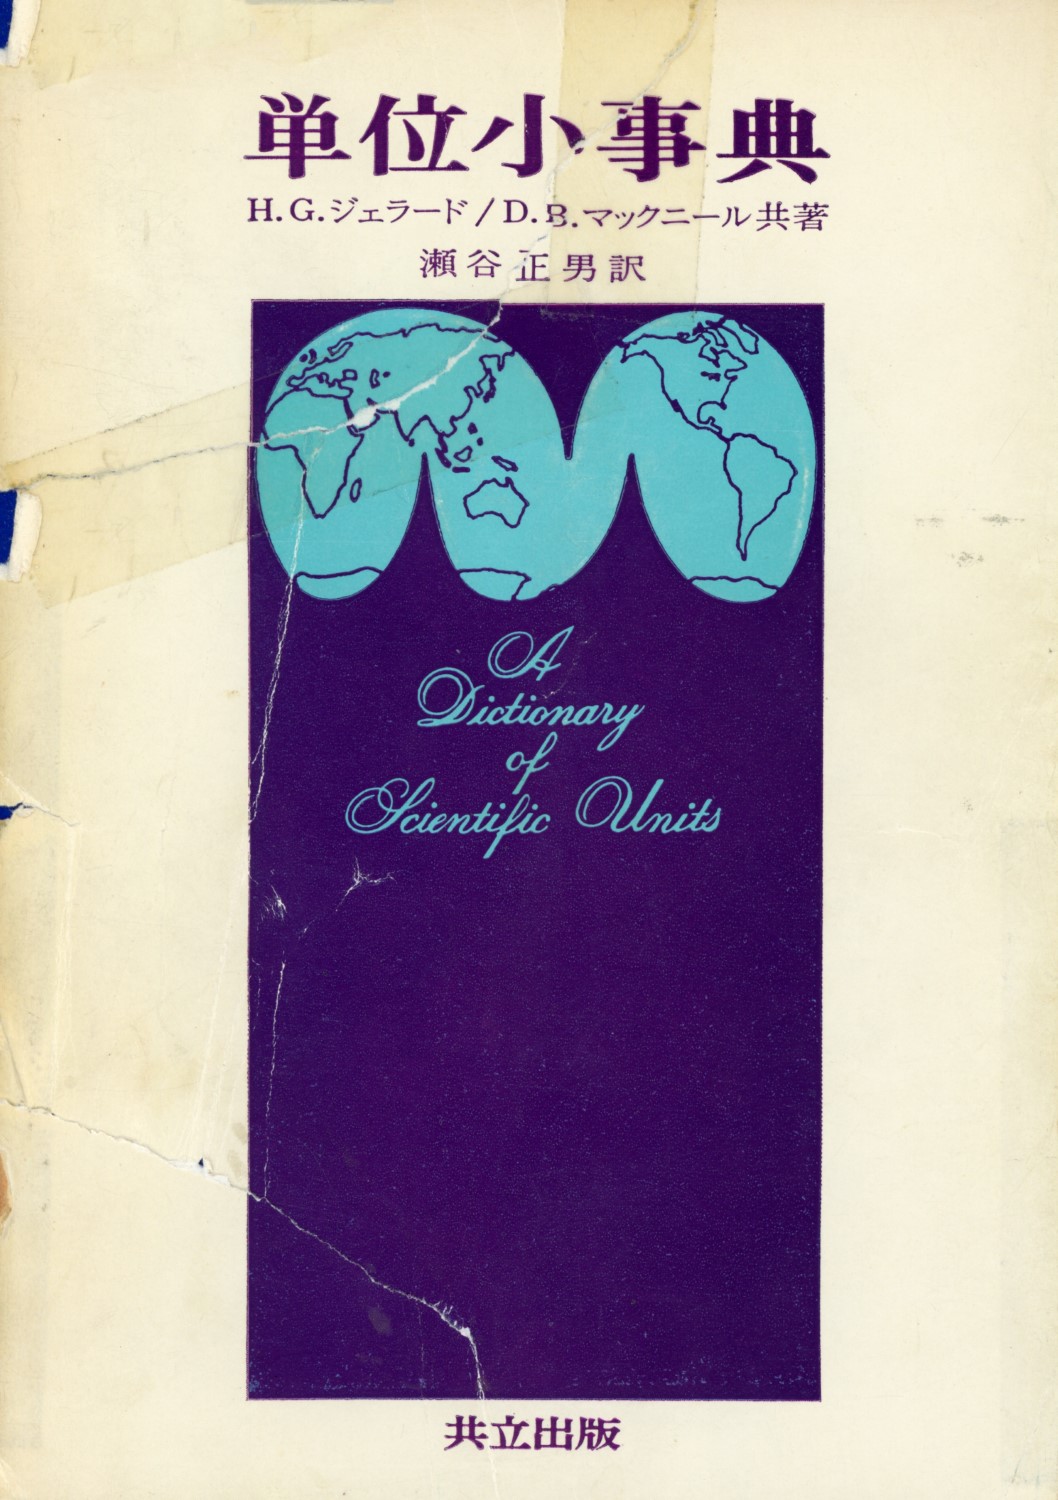 単位小事典
H.G.ジェラード/D.B.マックニール共著
瀬谷正男訳
A
Dictionary
of
Scientific Units
共立出版